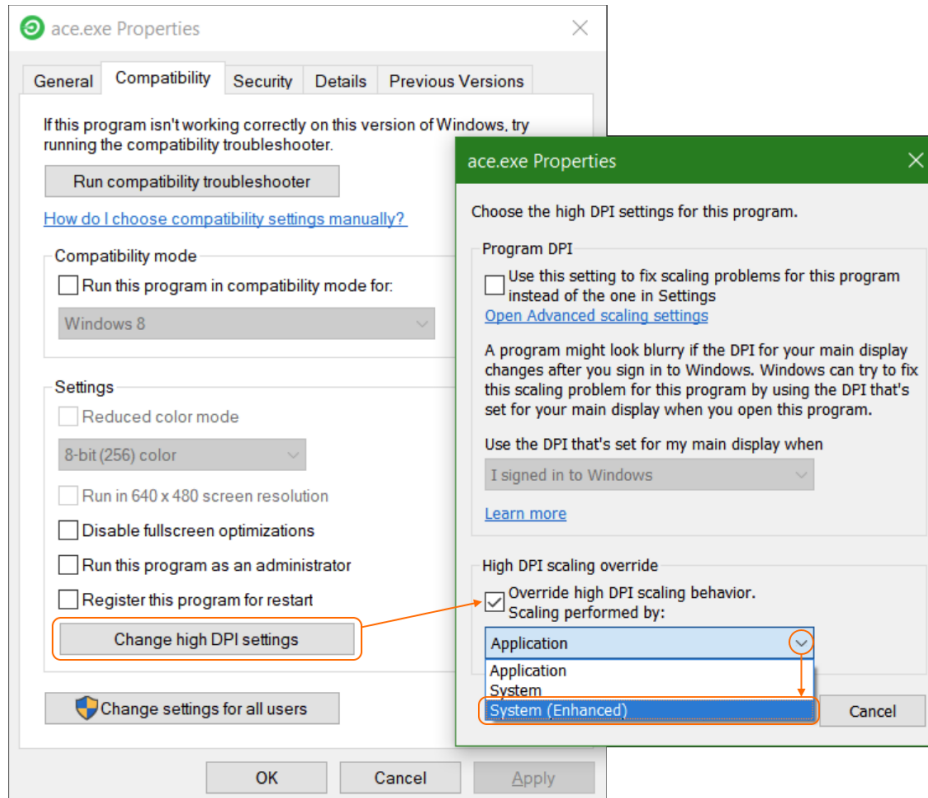 ace.exe Properties
General
Compatibility
Security
Details
Previous Versions
If this program isn't working correctly on this version of Windows, try
running the compatibility troubleshooter.
Run compatibility troubleshooter
How do I choose compatibility settings manually?
Compatibility mode
Run this program in compatibility mode for:
Windows 8
Settings
Reduced color mode
8-bit (256) color
Run in 640 x 480 screen resolution
Disable fullscreen optimizations
Run this program as an administrator
Register this program for restart
Change high DPI settings
Change settings for all users
OK
Cancel
Apply
ace.exe Properties
Choose the high DPI settings for this program.
Program DPI
Use this setting to fix scaling problems for this program
instead of the one in Settings
Open Advanced scaling settings
A program might look blurry if the DPI for your main display
changes after you sign in to Windows. Windows can try to fix
this scaling problem for this program by using the DPI that's
set for your main display when you open this program.
Use the DPI that's set for my main display when
I signed in to Windows
Learn more
High DPI scaling override
Override high DPI scaling behavior.
Scaling performed by:
Application
Application
System
System (Enhanced)
Cancel